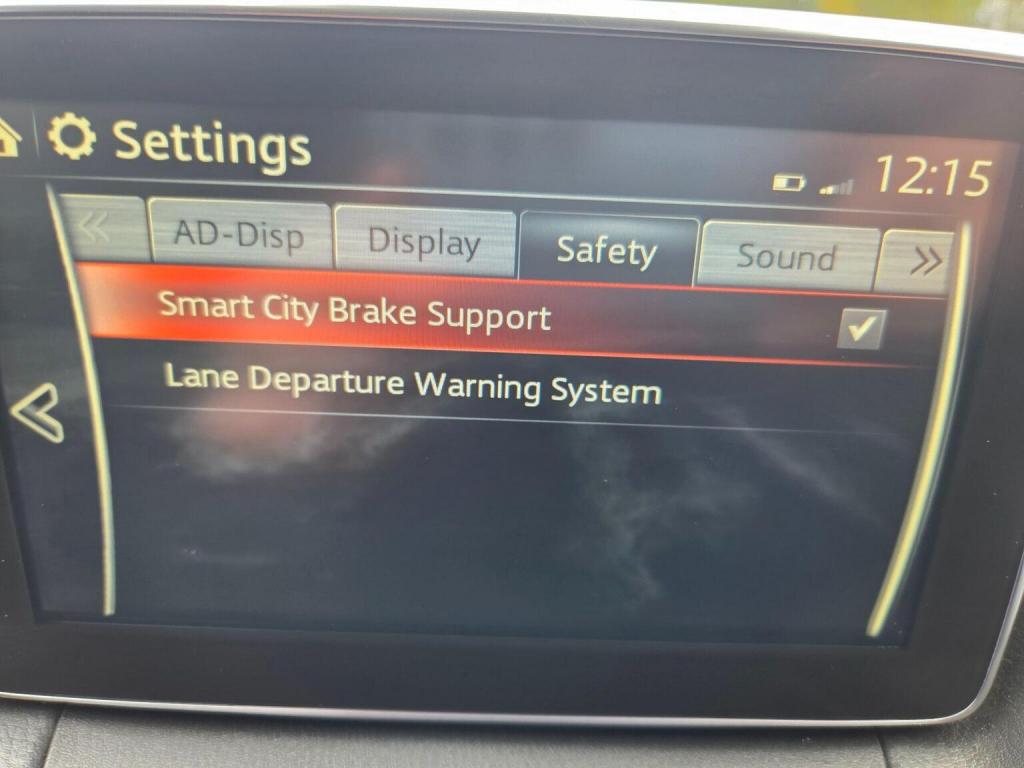 Settings
12:15
AD-Disp
Display
Safety
Sound
Smart City Brake Support
Lane Departure Warning System